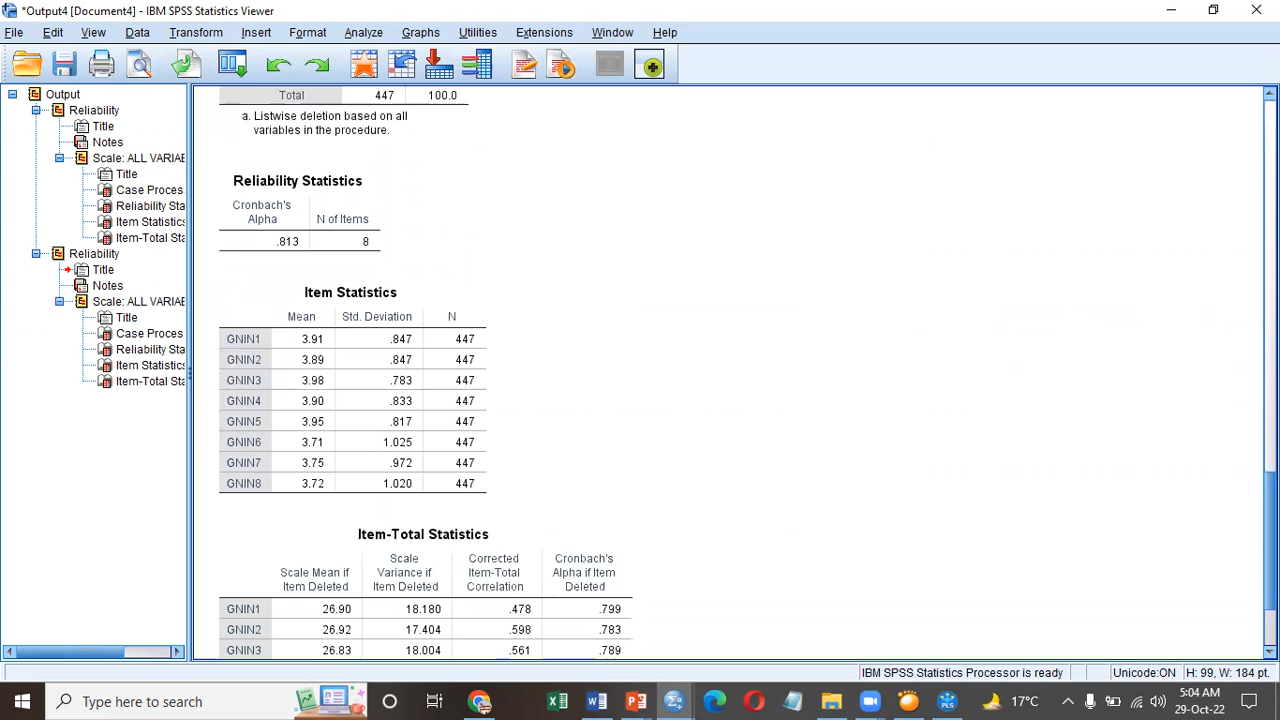 *Output4 [Document4] - IBM SPSS Statistics Viewer
File Edit View Data Transform Insert Format Analyze Graphs Utilities Extensions Window Help
Output
Reliability
Title
Notes
Scale: ALL VARIAE
Title
Case Proces
Reliability Sta
Item Statistics
Item-Total Sta
Reliability
Title
Notes
Scale: ALL VARIAE
Title
Case Proces
Reliability Sta
Item Statistics
Item-Total Sta
Total 447 100.0
a. Listwise deletion based on all
variables in the procedure.
Reliability Statistics
Cronbach's
Alpha N of Items
.813 8
Item Statistics
Mean Std. Deviation N
GNIN1 3.91 .847 447
GNIN2 3.89 .847 447
GNIN3 3.98 .783 447
GNIN4 3.90 .833 447
GNIN5 3.95 .817 447
GNIN6 3.71 1.025 447
GNIN7 3.75 .972 447
GNIN8 3.72 1.020 447
Item-Total Statistics
Scale Mean if
Item Deleted
Scale
Variance if
Item Deleted
Corrected
Item-Total
Correlation
Cronbach's
Alpha if Item
Deleted
GNIN1 26.90 18.180 .478 .799
GNIN2 26.92 17.404 .598 .783
GNIN3 26.83 18.004 .561 .789
IBM SPSS Statistics Processor is ready Unicode:ON H: 99, W: 184 pt.
Type here to search
PLS
17°C
5:04 AM
29-Oct-22